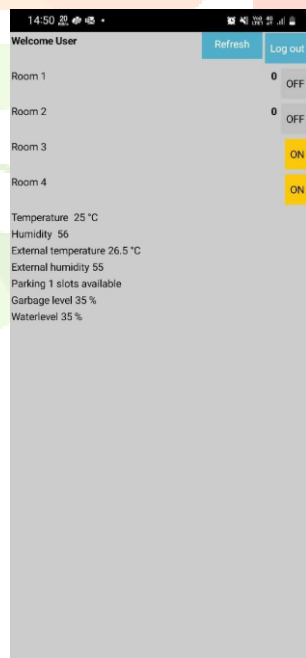 14:50
Welcome User Refresh Log out
Room 1 0 OFF
Room 2 0 OFF
Room 3 ON
Room 4 ON
Temperature 25 °C
Humidity 56
External temperature 26.5 °C
External humidity 55
Parking 1 slots available
Garbage level 35 %
Waterlevel 35 %